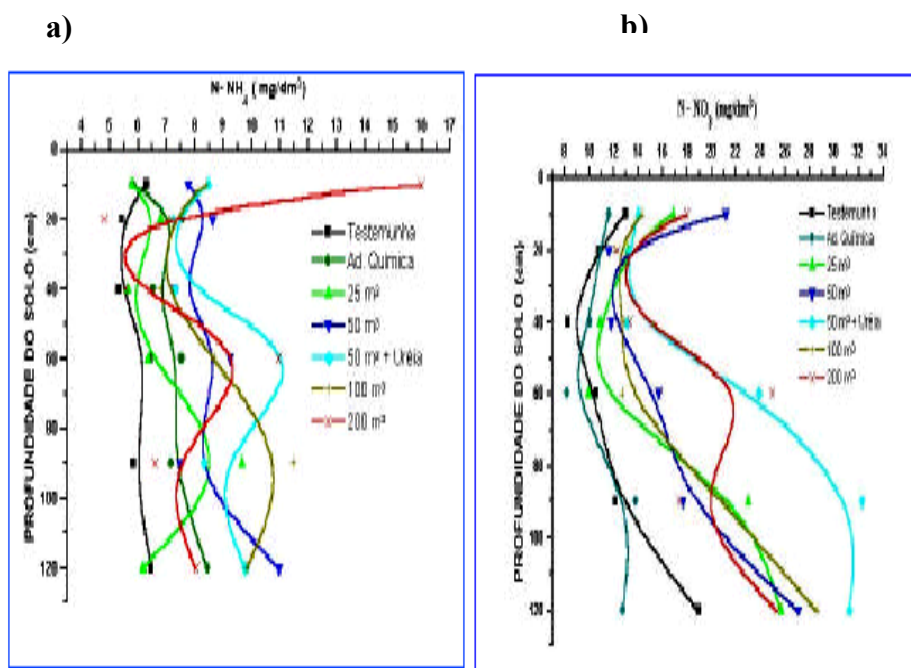 a)
b)
N- NH4 (mg/dm³)
4 5 6 7 8 9 10 11 12 13 14 15 16 17
0
20
40
60
80
100
120
PROFUNDIDADE DO SOLO (cm)
Testemunha
Ad. Química
25 m³
50 m³
50 m³ + Uréia
100 m³
200 m³
N- NO3 (mg/dm³)
8 10 12 14 16 18 20 22 24 26 28 30 32 34
0
20
40
60
80
100
120
PROFUNDIDADE DO SOLO (cm)
Testemunha
Ad. Química
25 m³
50 m³
50 m³ + Uréia
100 m³
200 m³